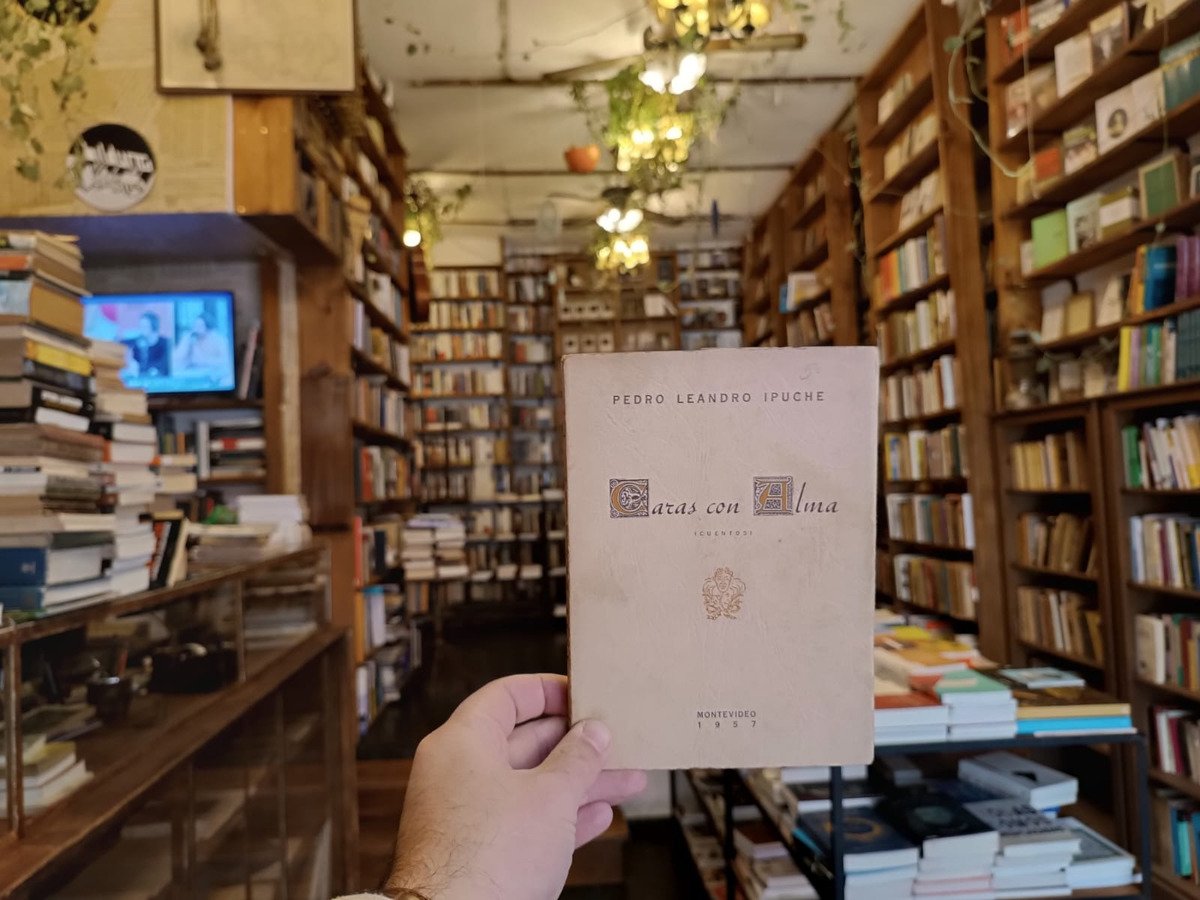 PEDRO LEANDRO IPUCHE
Caras con Alma
(CUENTOS)
MONTEVIDEO
1957